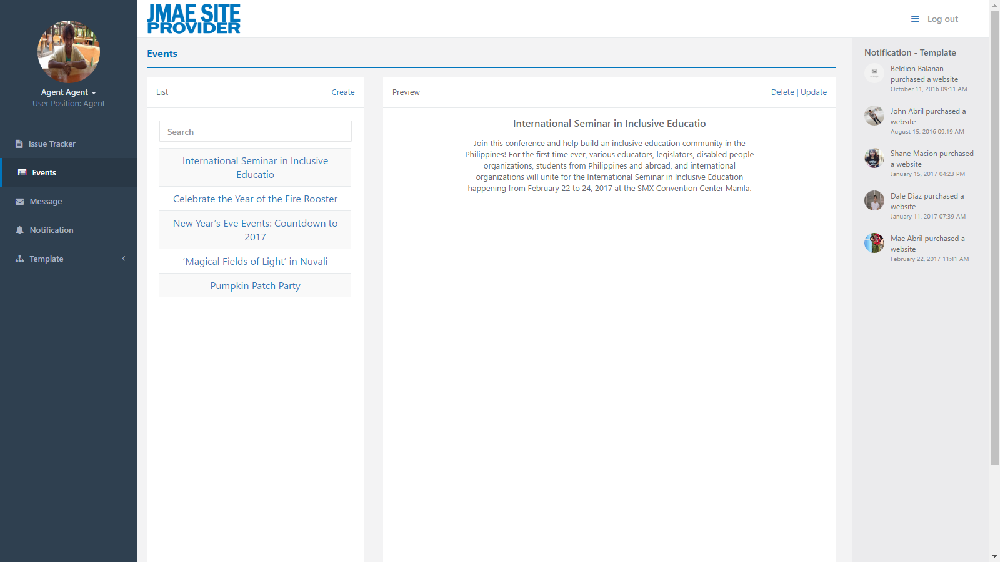 JMAE SITE
PROVIDER
Log out
Agent Agent
User Position: Agent
Issue Tracker
Events
Message
Notification
Template
Events
List
Create
Search
International Seminar in Inclusive
Educatio
Celebrate the Year of the Fire Rooster
New Year’s Eve Events: Countdown to
2017
‘Magical Fields of Light’ in Nuvali
Pumpkin Patch Party
Preview
Delete | Update
International Seminar in Inclusive Educatio
Join this conference and help build an inclusive education community in the
Philippines! For the first time ever, various educators, legislators, disabled people
organizations, students from Philippines and abroad, and international
organizations will unite for the International Seminar in Inclusive Education
happening from February 22 to 24, 2017 at the SMX Convention Center Manila.
Notification - Template
Beldion Balanan
purchased a website
October 11, 2016 09:11 AM
John Abril purchased a
website
August 15, 2016 09:19 AM
Shane Macion purchased
a website
January 15, 2017 04:23 PM
Dale Diaz purchased a
website
January 11, 2017 07:39 AM
Mae Abril purchased a
website
February 22, 2017 11:41 AM